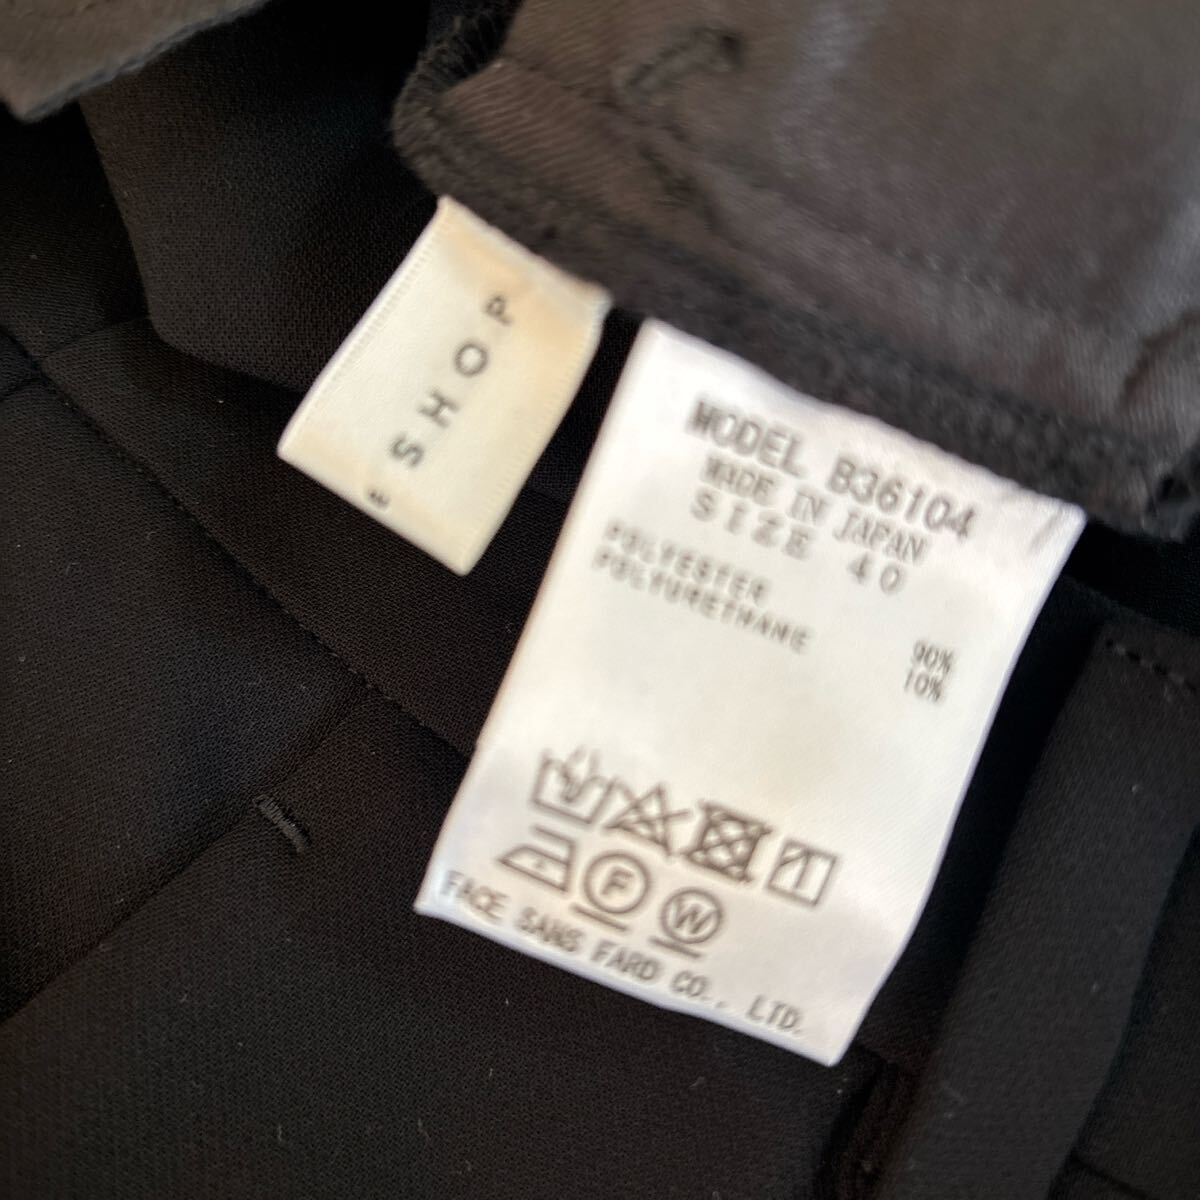 E SHOP
MODEL B36104
MADE IN JAPAN
SIZE 40
POLYESTER 90%
POLYURETHANE 10%
F W
FACE SANS FARD CO., LTD.